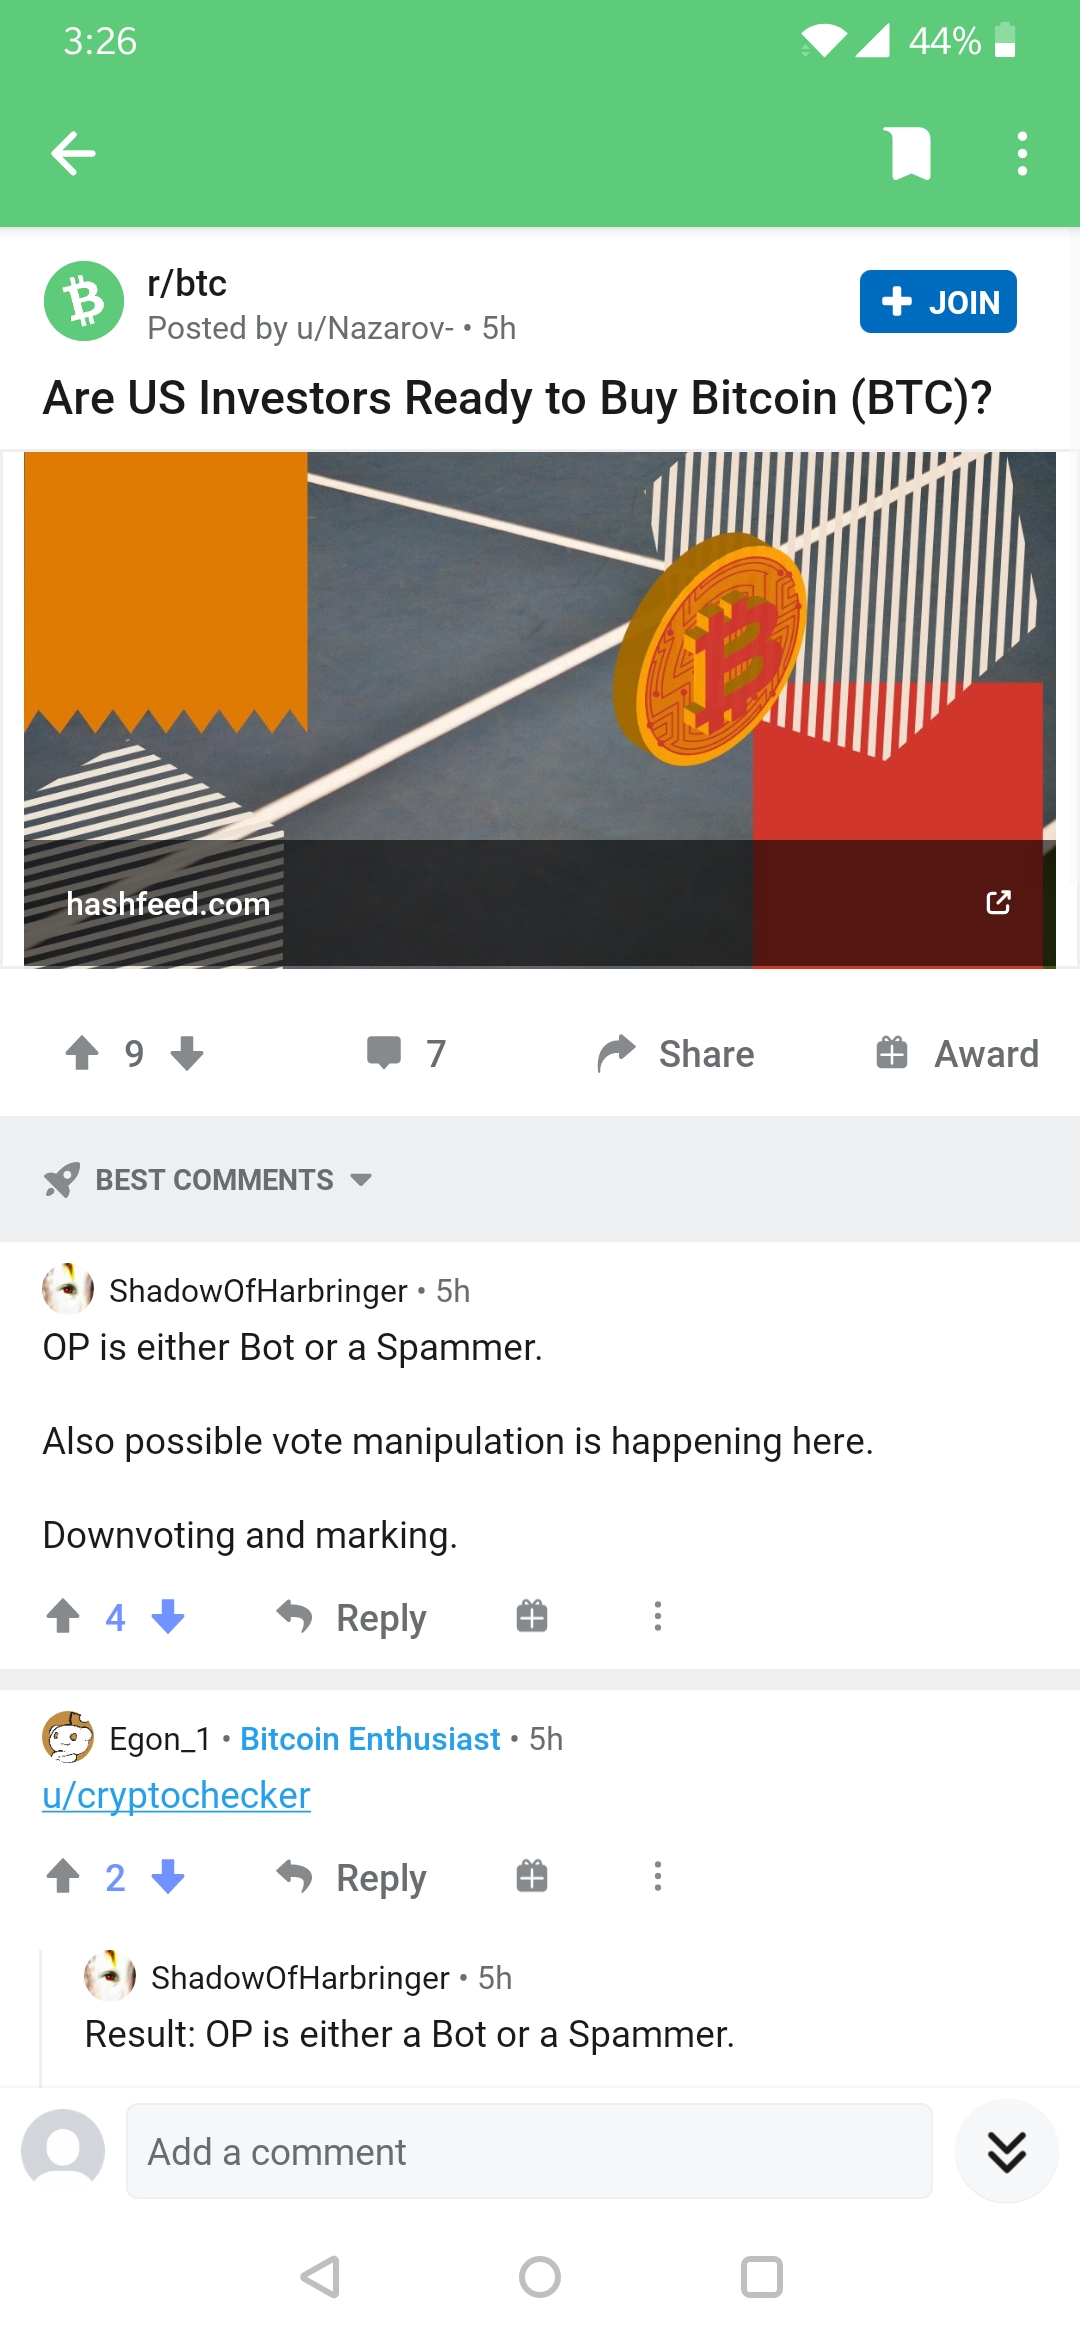 3:26
44%
r/btc
Posted by u/Nazarov- • 5h
JOIN
Are US Investors Ready to Buy Bitcoin (BTC)?
hashfeed.com
9
7
Share
Award
BEST COMMENTS
ShadowOfHarbringer • 5h
OP is either Bot or a Spammer.
Also possible vote manipulation is happening here.
Downvoting and marking.
4
Reply
Egon_1 • Bitcoin Enthusiast • 5h
u/cryptochecker
2
Reply
ShadowOfHarbringer • 5h
Result: OP is either a Bot or a Spammer.
Add a comment